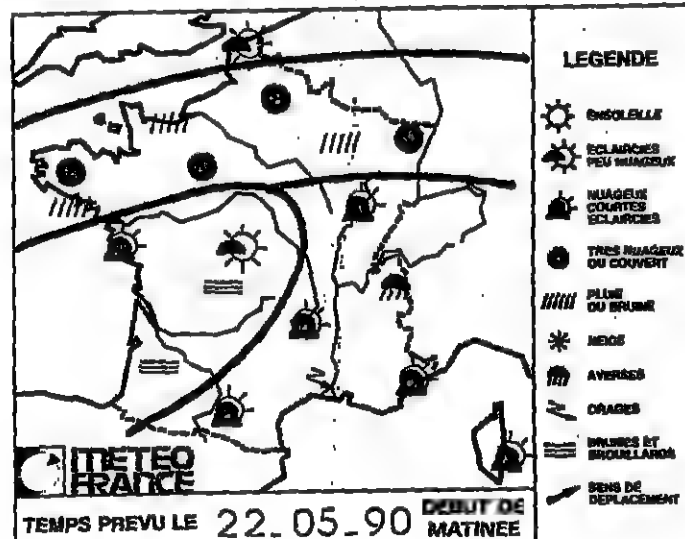 LEGENDE
ENSOLEILLE
ECLAIRCIES
PEU NUAGEUX
NUAGEUX
COURTES
ECLAIRCIES
TRES NUAGEUX
OU COUVERT
PLUIE
OU BRUINE
NEIGE
AVERSES
ORAGES
BRUMES ET
BROUILLARDS
SENS DE
DEPLACEMENT
METEO
FRANCE
TEMPS PREVU LE 22_05_90 DEBUT DE
MATINEE